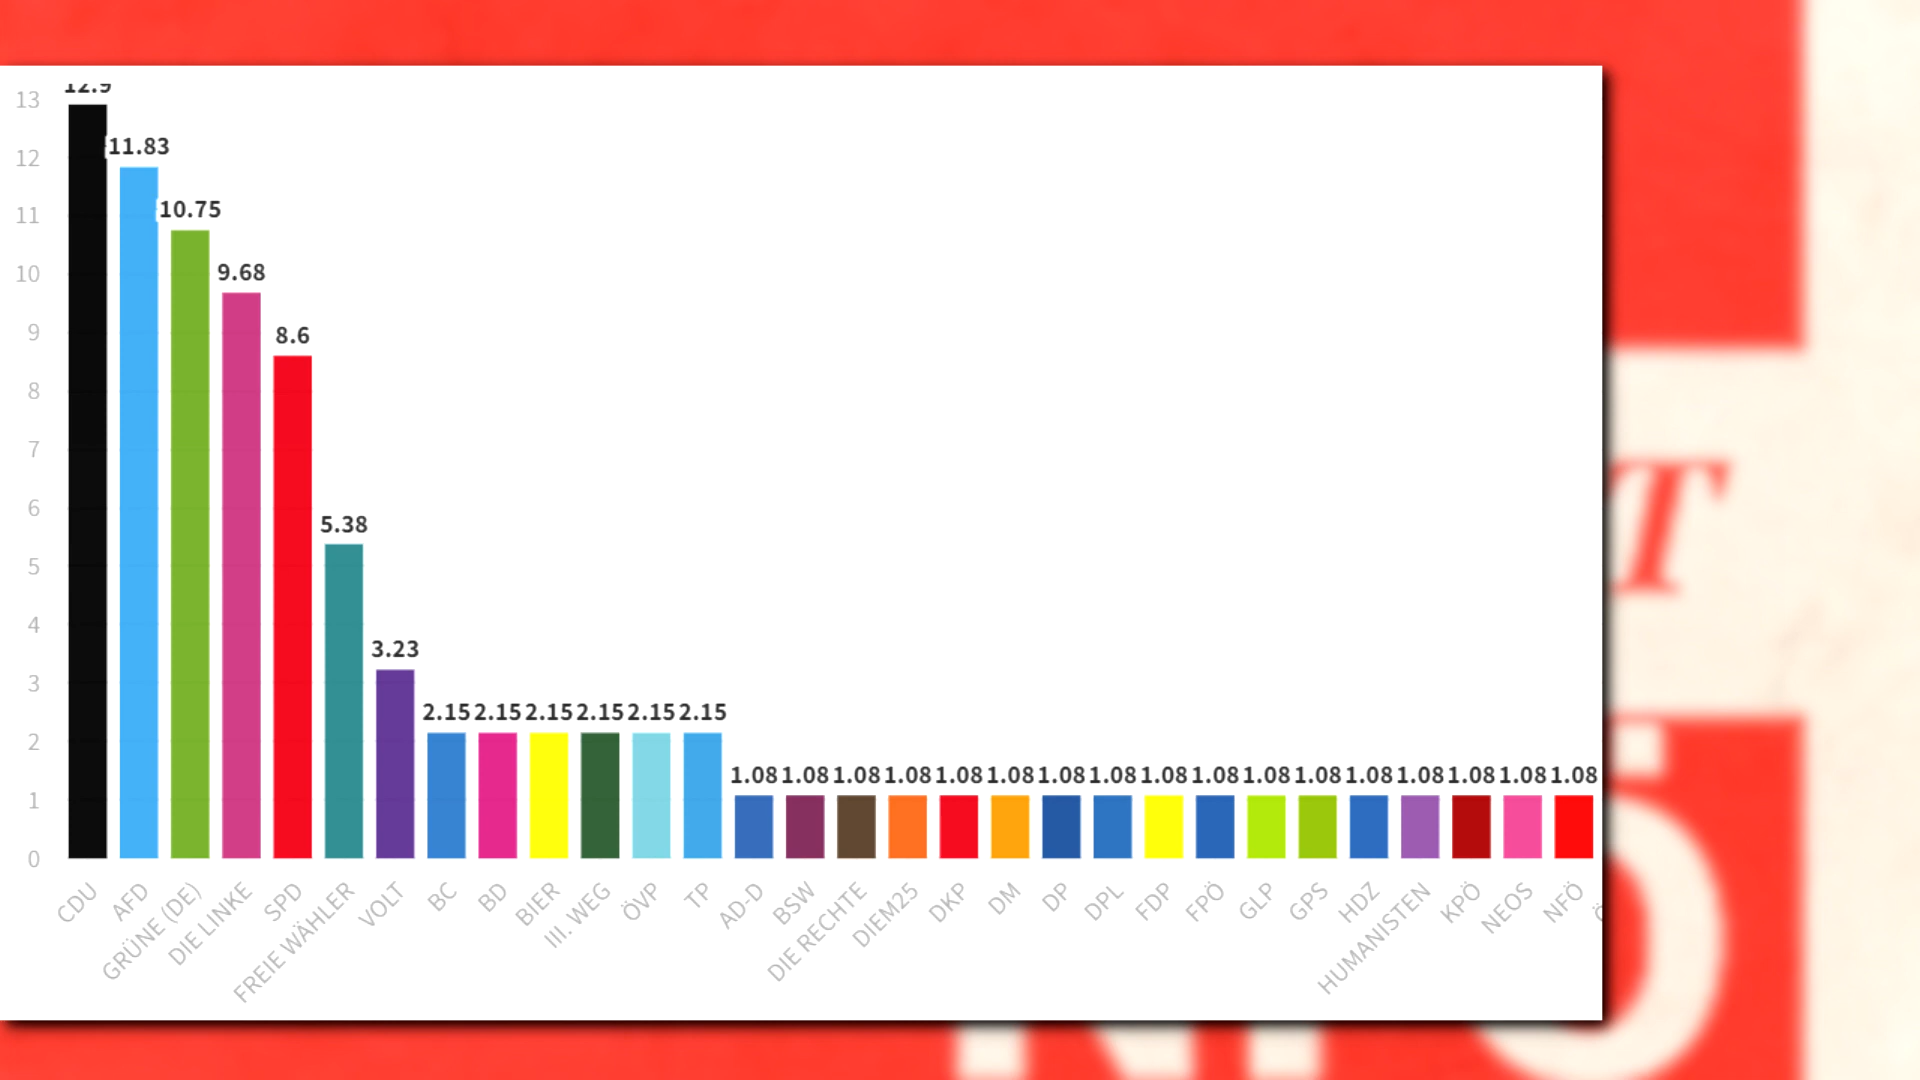 13
12
11
10
9
8
7
6
5
4
3
2
1
0
12.9
11.83
10.75
9.68
8.6
5.38
3.23
2.15 2.15 2.15 2.15 2.15 2.15
1.08 1.08 1.08 1.08 1.08 1.08 1.08 1.08 1.08 1.08 1.08 1.08 1.08 1.08 1.08 1.08 1.08
CDU
AFD
GRÜNE (DE)
DIE LINKE
SPD
FREIE WÄHLER
VOLT
BC
BD
BIER
III. WEG
ÖVP
TP
AD-D
BSW
DIE RECHTE
DIEM25
DKP
DM
DP
DPL
FDP
FPÖ
GLP
GPS
HDZ
HUMANISTEN
KPÖ
NEOS
NFÖ
T